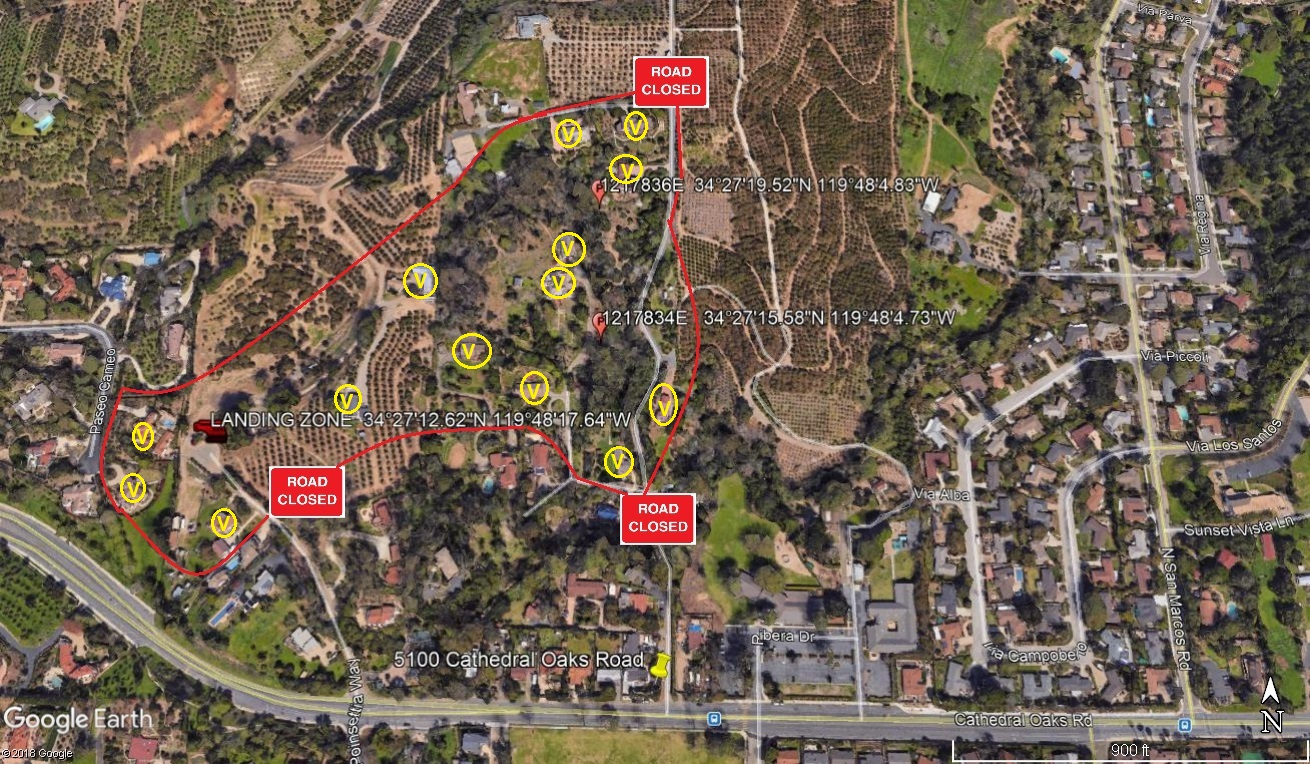 Via Parva
ROAD
CLOSED
V
V
V
1217836E 34°27'19.52"N 119°48'4.83"W
Via Regina
V
V
V
1217834E 34°27'15.58"N 119°48'4.73"W
V
Via Piccoli
Paseo Cameo
V
V
V
LANDING ZONE 34°27'12.62"N 119°48'17.64"W
V
V
Via Los Santos
V
ROAD
CLOSED
Via Alba
V
ROAD
CLOSED
Sunset Vista Ln
N San Marcos Rd
Ribera Dr
Via Campobello
5100 Cathedral Oaks Road
Poinsettia Way
Google Earth
Cathedral Oaks Rd
N
©2018 Google
900 ft